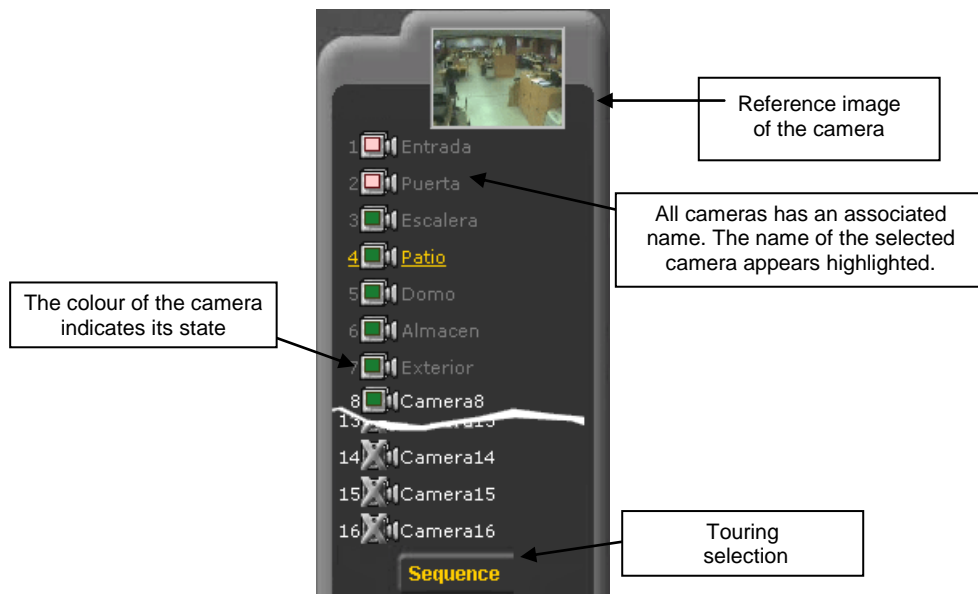 Reference image
of the camera
1 Entrada
2 Puerta
3 Escalera
All cameras has an associated
name. The name of the selected
camera appears highlighted.
4 Patio
The colour of the camera
indicates its state
5 Domo
6 Almacen
7 Exterior
8 Camera8
13
14 Camera14
15 Camera15
16 Camera16
Touring
selection
Sequence